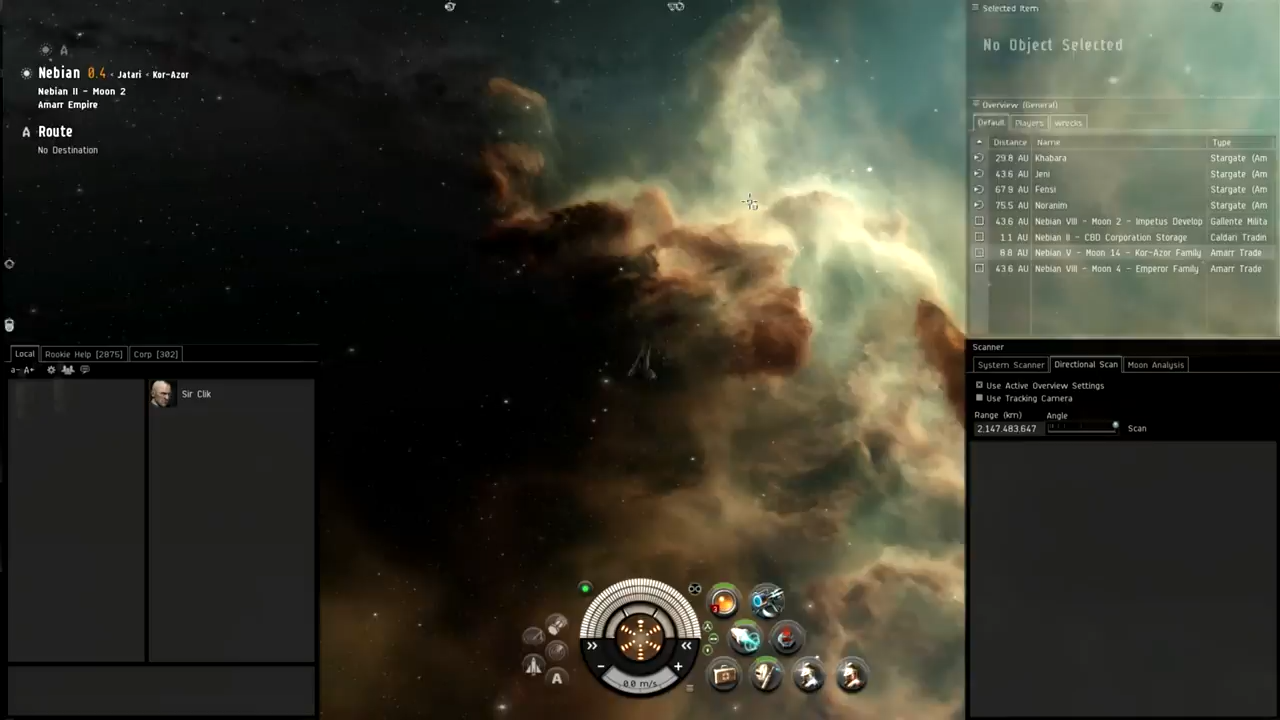 Nebian 0.4 < Jatari < Kor-Azor
Nebian II - Moon 2
Amarr Empire
A Route
No Destination
Local Rookie Help [2875] Corp [302]
a- A+
Sir Clik
0.0 m/s
A
Selected Item
No Object Selected
Overview (General)
Default Players Wrecks
Distance Name Type
29.8 AU Khabara Stargate (Am
43.6 AU Jeni Stargate (Am
67.9 AU Fensi Stargate (Am
75.5 AU Noranim Stargate (Am
43.6 AU Nebian VIII - Moon 2 - Impetus Develop Gallente Milita
1.1 AU Nebian II - CBD Corporation Storage Caldari Tradin
8.8 AU Nebian V - Moon 14 - Kor-Azor Family Amarr Trade
43.6 AU Nebian VIII - Moon 4 - Emperor Family Amarr Trade
Scanner
System Scanner Directional Scan Moon Analysis
Use Active Overview Settings
Use Tracking Camera
Range (km) Angle
2.147.483.647 Scan